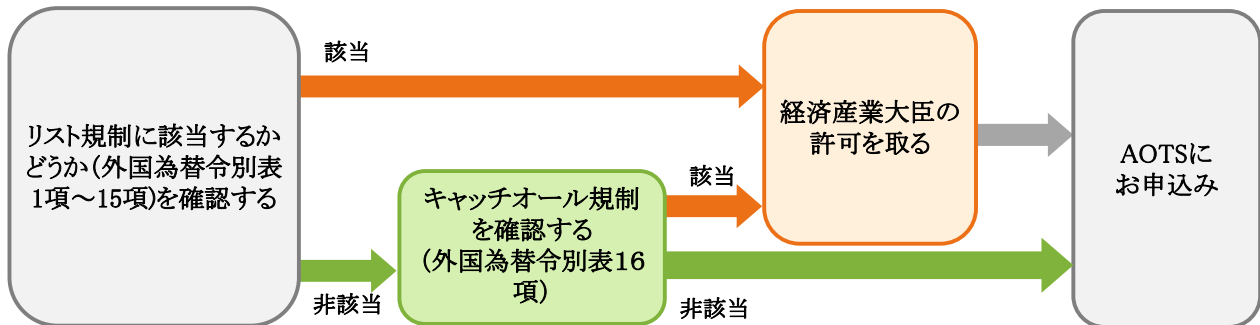 リスト規制に該当するか
どうか(外国為替令別表
1項～15項)を確認する
該当
非該当
キャッチオール規制
を確認する
(外国為替令別表16
項)
該当
非該当
経済産業大臣の
許可を取る
AOTSに
お申込み